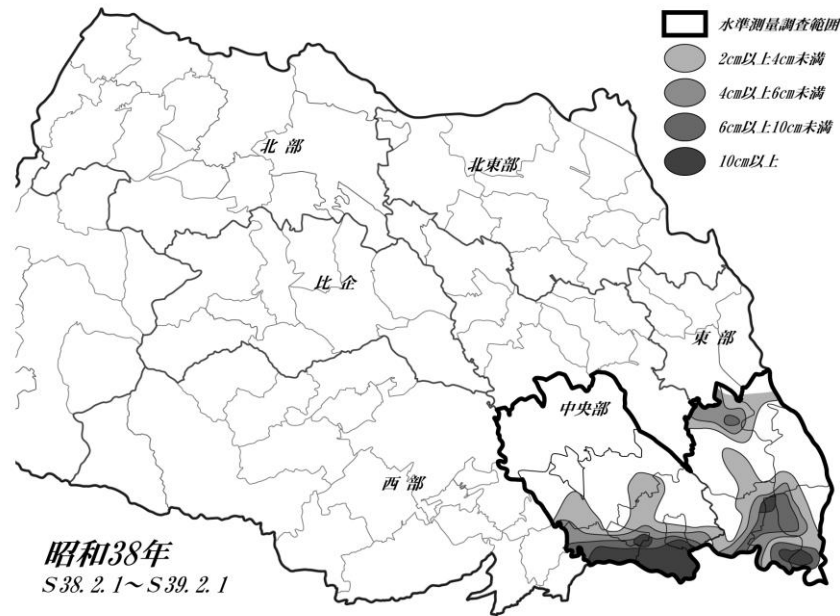 水準測量調査範囲
2cm以上4cm未満
4cm以上6cm未満
6cm以上10cm未満
10cm以上
北部
北東部
比企
東部
中央部
西部
昭和38年
S38.2.1～S39.2.1